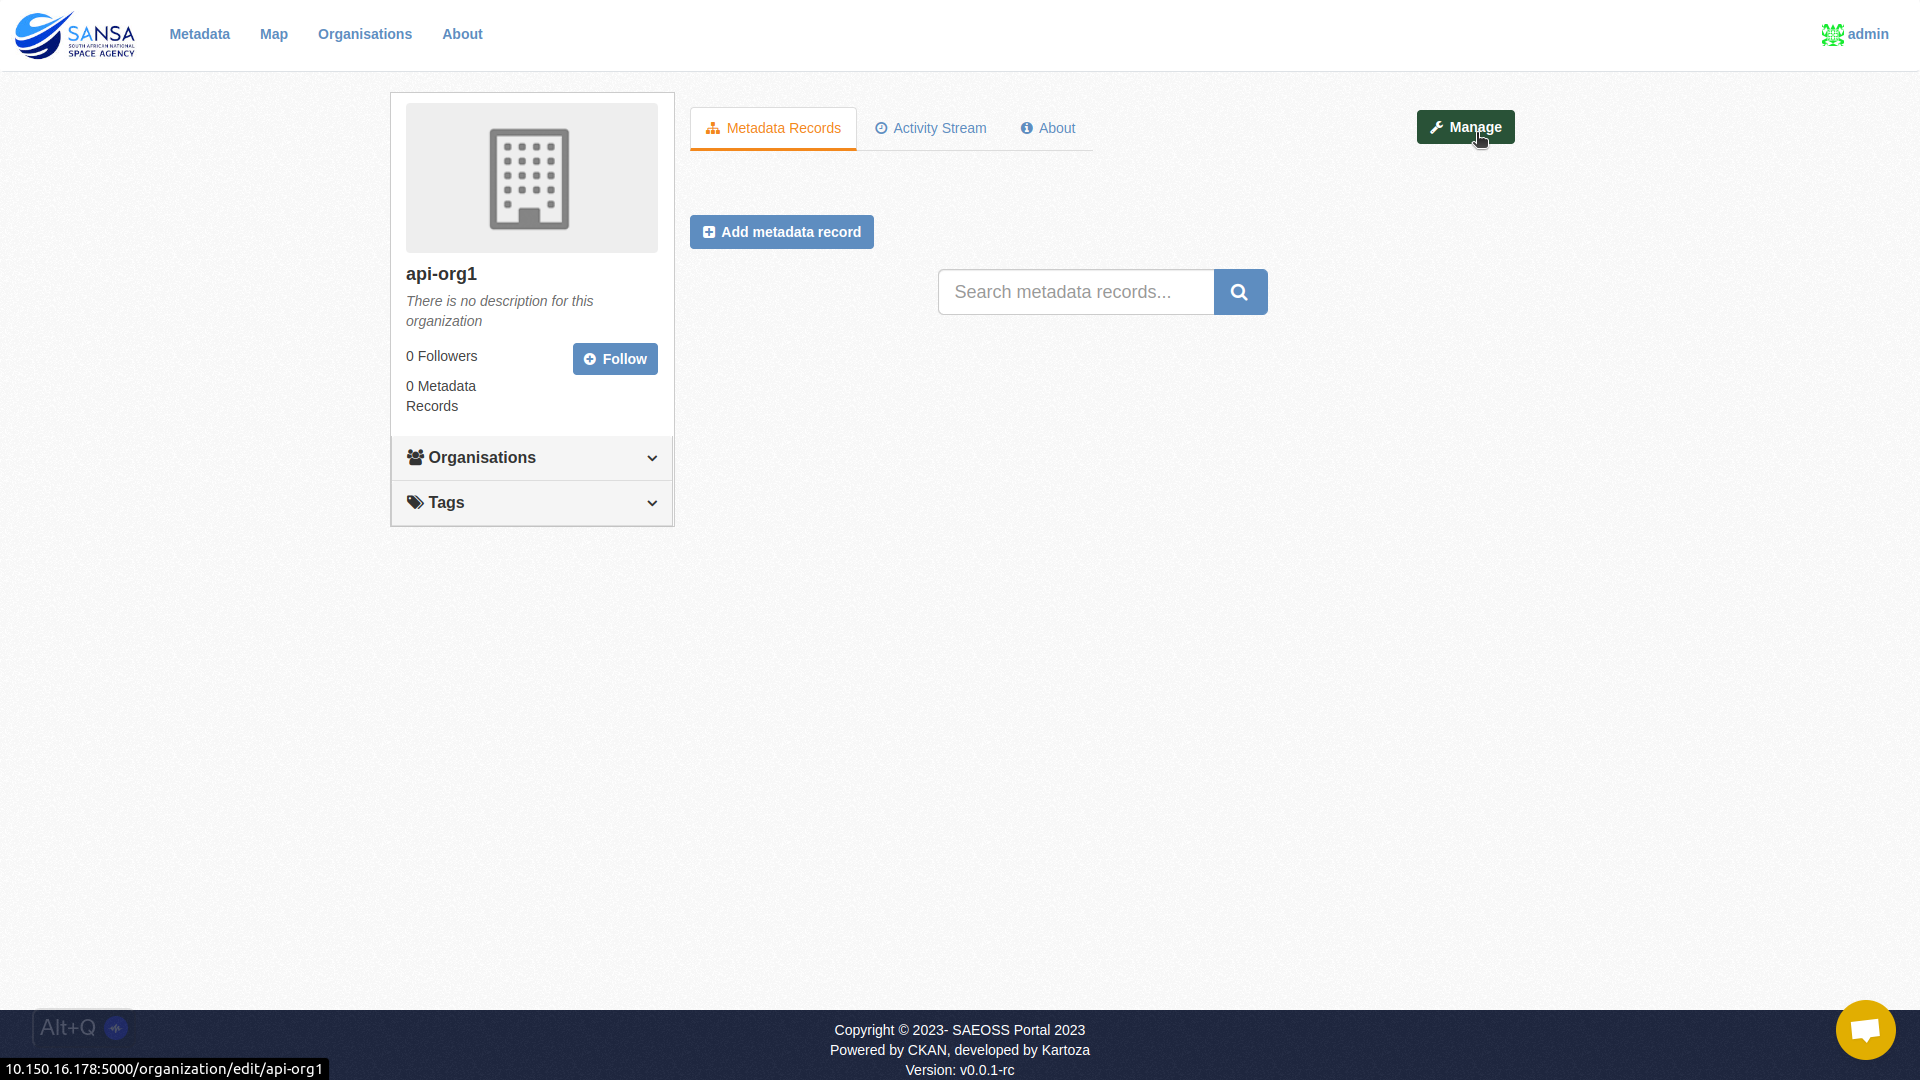 SANSA
SOUTH AFRICAN NATIONAL
SPACE AGENCY
Metadata
Map
Organisations
About
admin
Metadata Records
Activity Stream
About
Manage
Add metadata record
Search metadata records...
api-org1
There is no description for this
organization
0 Followers
Follow
0 Metadata
Records
Organisations
Tags
Alt+Q
Copyright © 2023- SAEOSS Portal 2023
Powered by CKAN, developed by Kartoza
Version: v0.0.1-rc
10.150.16.178:5000/organization/edit/api-org1